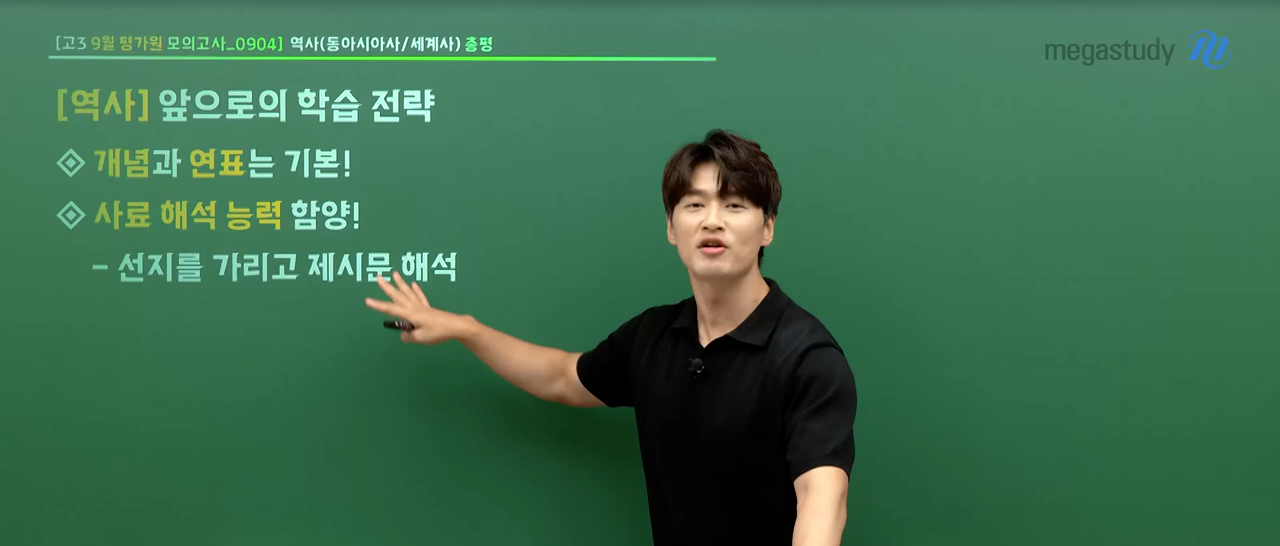 [고3 9월 평가원 모의고사_0904] 역사(동아시아사/세계사) 총평
megastudy
[역사] 앞으로의 학습 전략
개념과 연표는 기본!
사료 해석 능력 함양!
- 선지를 가리고 제시문 해석